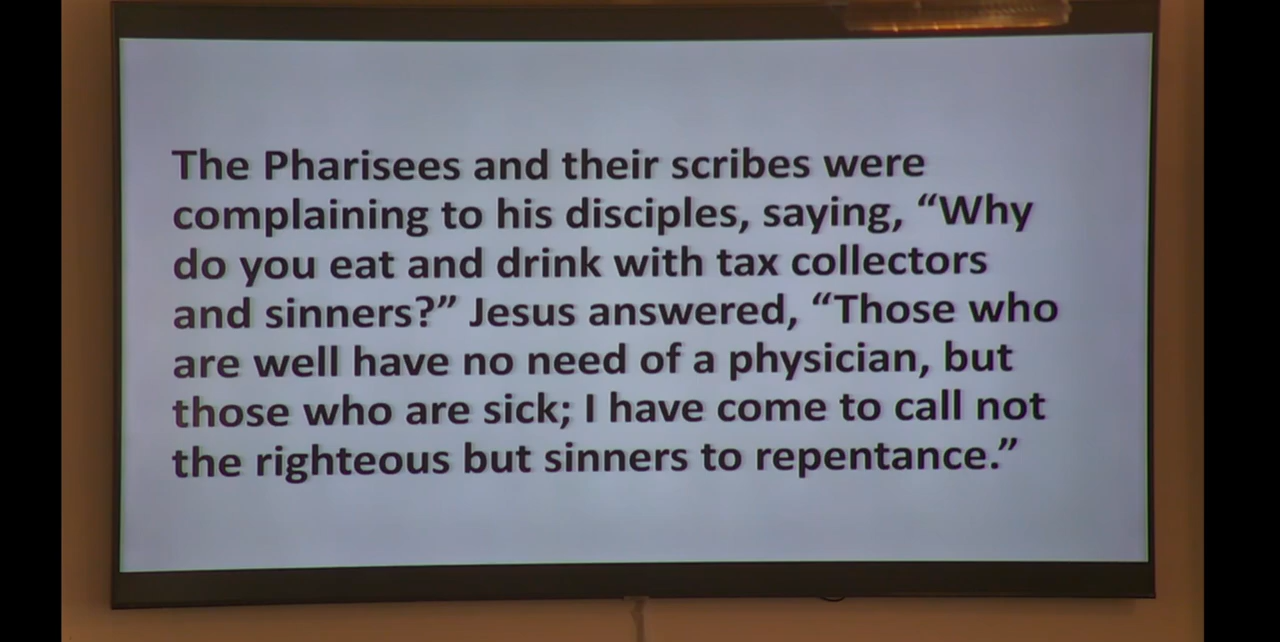 The Pharisees and their scribes were
complaining to his disciples, saying, “Why
do you eat and drink with tax collectors
and sinners?” Jesus answered, “Those who
are well have no need of a physician, but
those who are sick; I have come to call not
the righteous but sinners to repentance.”